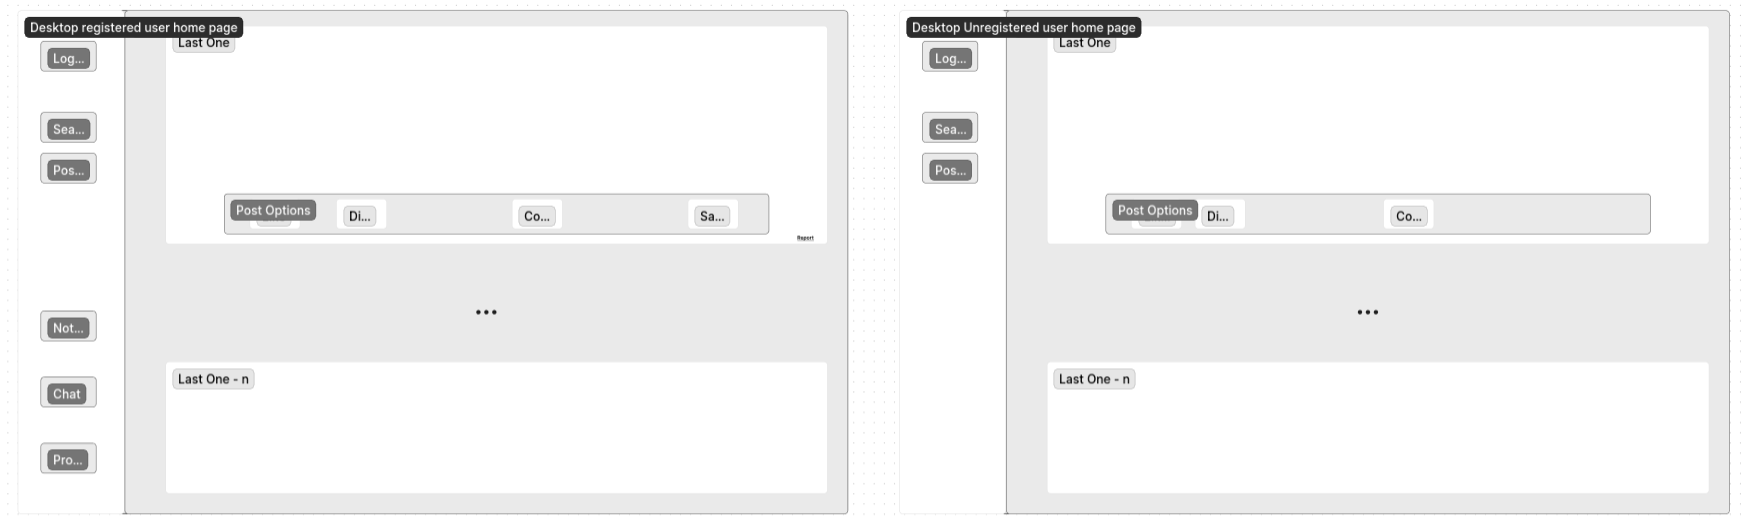 Desktop registered user home page
Last One
Log...
Sea...
Pos...
Post Options
Di...
Co...
Sa...
Report
...
Not...
Last One - n
Chat
Pro...
Desktop Unregistered user home page
Last One
Log...
Sea...
Pos...
Post Options
Di...
Co...
...
Last One - n